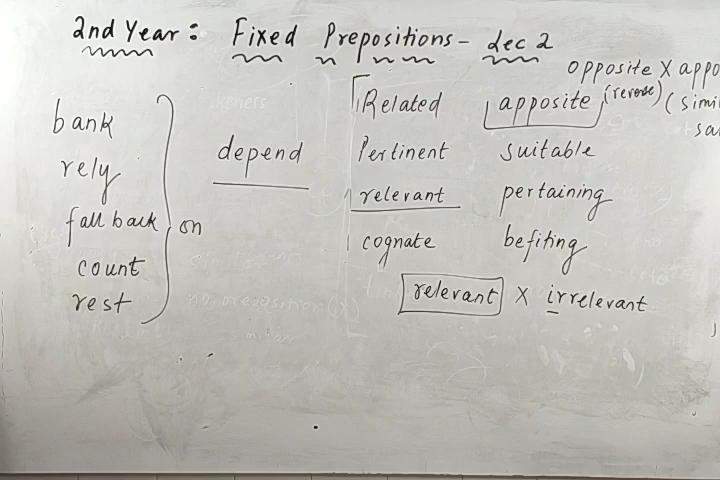 2nd Year: Fixed Prepositions - Lec 2
opposite X appo
(reverse) (simi
sa
bank
rely
fall back
count
rest
on
depend
Related apposite
Pertinent suitable
relevant pertaining
cognate befiting
relevant X irrelevant